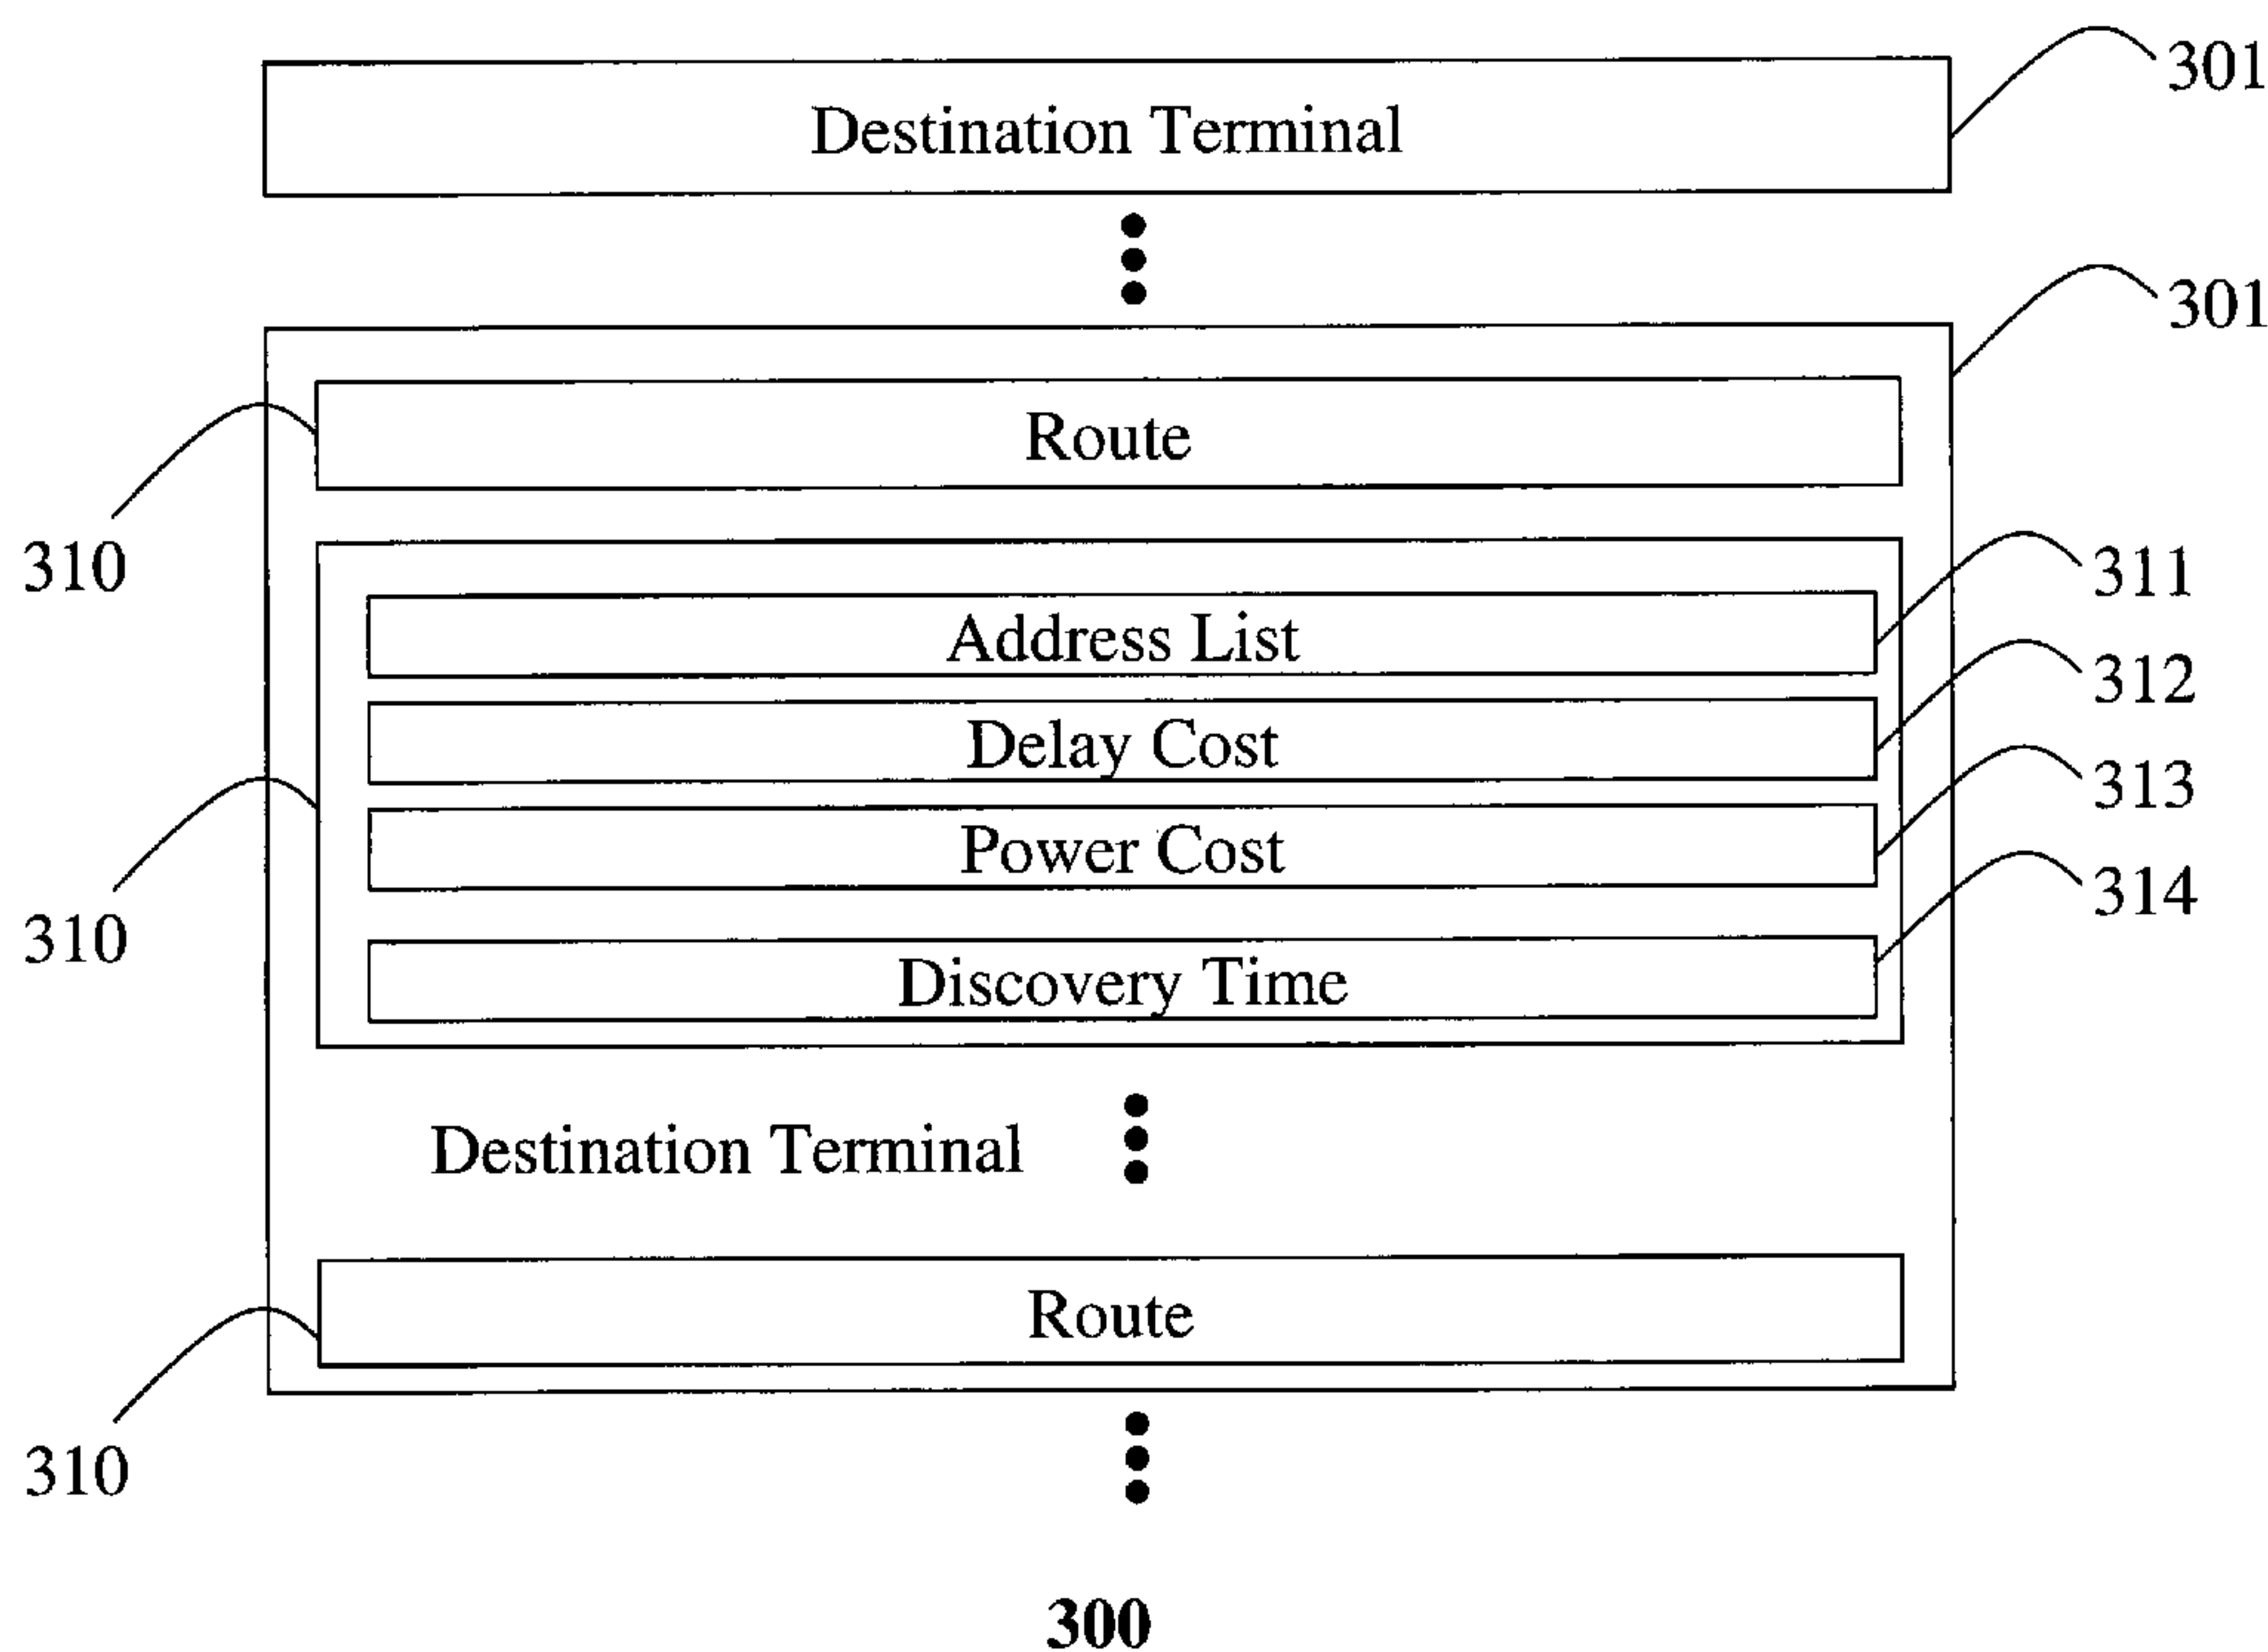 301
Destination Terminal
301
Route
310
Address List
311
Delay Cost
312
Power Cost
313
310
Discovery Time
314
Destination Terminal
Route
310
300